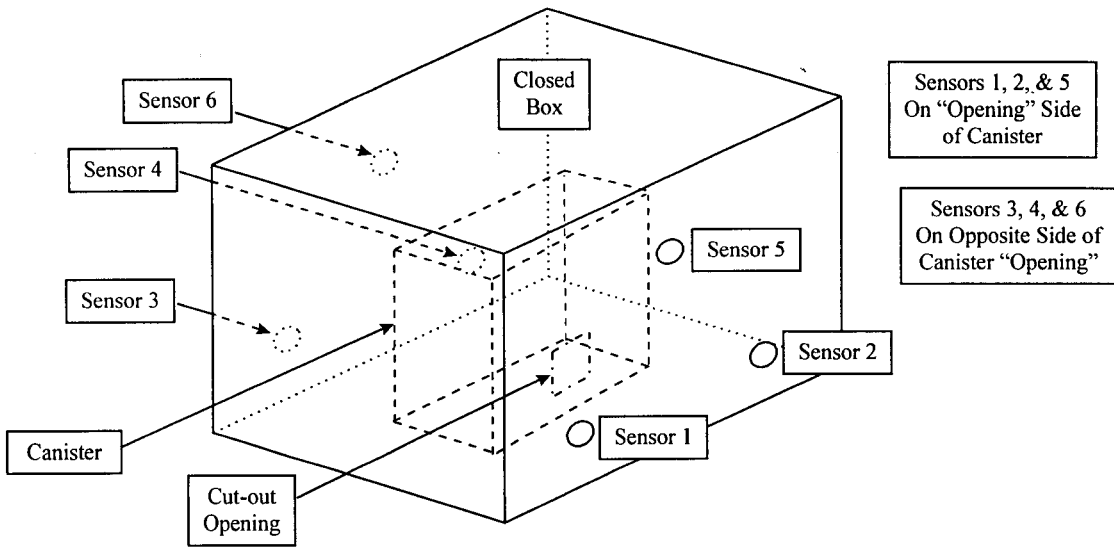 Closed
Box
Sensor 6
Sensors 1, 2, & 5
On "Opening" Side
of Canister
Sensor 4
Sensors 3, 4, & 6
On Opposite Side of
Canister "Opening"
Sensor 5
Sensor 3
Sensor 2
Sensor 1
Canister
Cut-out
Opening